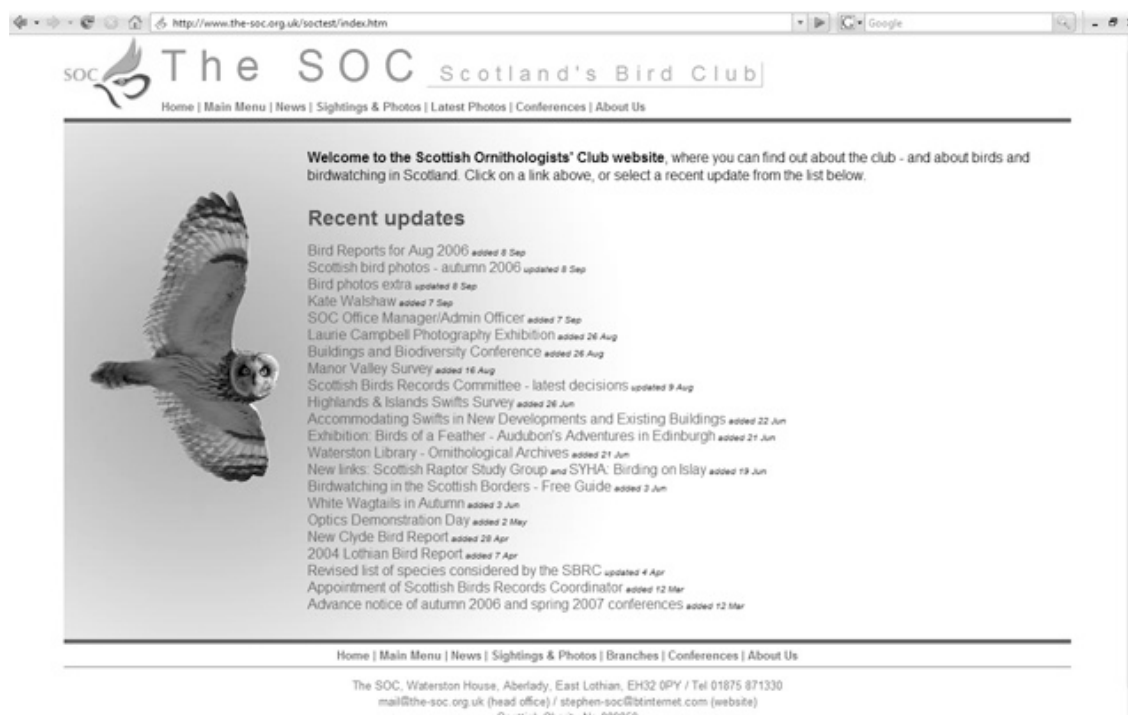 http://www.the-soc.org.uk/soctest/index.htm
Google
SOC
The SOC Scotland's Bird Club
Home | Main Menu | News | Sightings & Photos | Latest Photos | Conferences | About Us
Welcome to the Scottish Ornithologists' Club website, where you can find out about the club - and about birds and
birdwatching in Scotland. Click on a link above, or select a recent update from the list below.
Recent updates
Bird Reports for Aug 2006 added 8 Sep
Scottish bird photos - autumn 2006 updated 8 Sep
Bird photos extra updated 8 Sep
Kate Walshaw added 7 Sep
SOC Office Manager/Admin Officer added 7 Sep
Laurie Campbell Photography Exhibition added 26 Aug
Buildings and Biodiversity Conference added 26 Aug
Manor Valley Survey added 16 Aug
Scottish Birds Records Committee - latest decisions updated 9 Aug
Highlands & Islands Swifts Survey added 26 Jun
Accommodating Swifts in New Developments and Existing Buildings added 22 Jun
Exhibition: Birds of a Feather - Audubon's Adventures in Edinburgh added 21 Jun
Waterston Library - Ornithological Archives added 21 Jun
New links: Scottish Raptor Study Group and SYHA: Birding on Islay added 19 Jun
Birdwatching in the Scottish Borders - Free Guide added 3 Jun
White Wagtails in Autumn added 3 Jun
Optics Demonstration Day added 2 May
New Clyde Bird Report added 28 Apr
2004 Lothian Bird Report added 7 Apr
Revised list of species considered by the SBRC updated 4 Apr
Appointment of Scottish Birds Records Coordinator added 12 Mar
Advance notice of autumn 2006 and spring 2007 conferences added 12 Mar
Home | Main Menu | News | Sightings & Photos | Branches | Conferences | About Us
The SOC, Waterston House, Aberlady, East Lothian, EH32 0PY / Tel 01875 871330
mail@the-soc.org.uk (head office) / stephen-soc@btinternet.com (website)